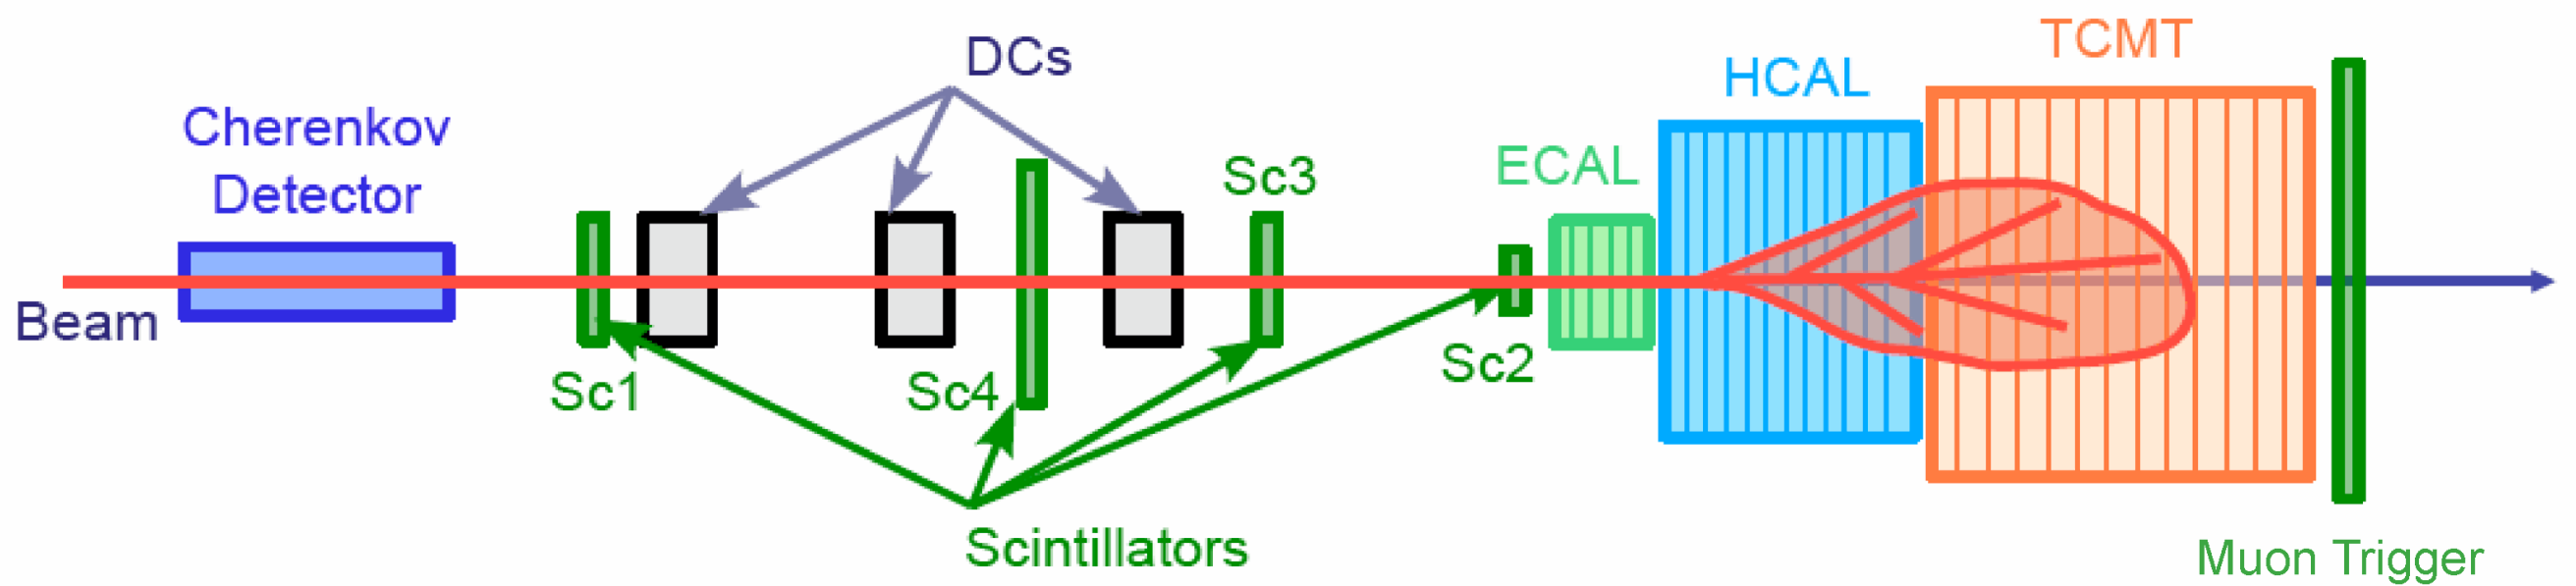 DCs
TCMT
HCAL
Cherenkov
Detector
Sc3
ECAL
Beam
Sc1
Sc4
Sc2
Scintillators
Muon Trigger